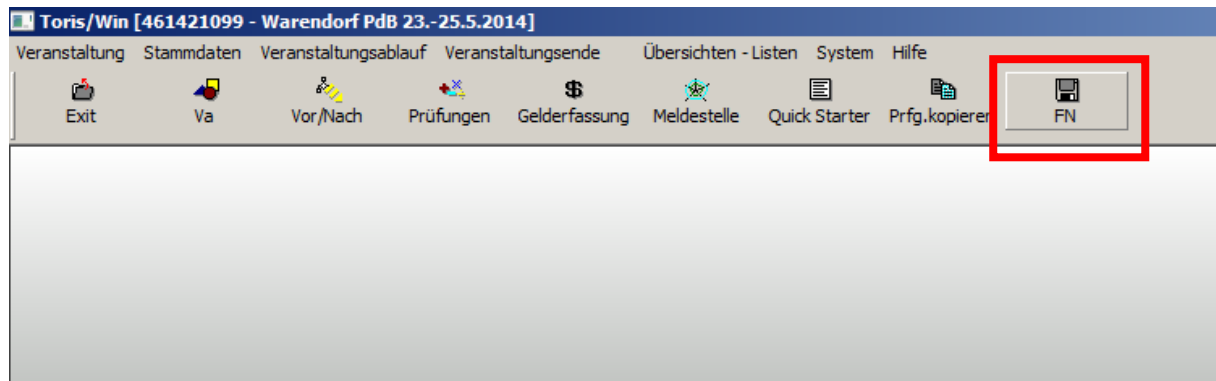 Toris/Win [461421099 - Warendorf PdB 23.-25.5.2014]
Veranstaltung Stammdaten Veranstaltungsablauf Veranstaltungsende Übersichten - Listen System Hilfe
Exit Va Vor/Nach Prüfungen Gelderfassung Meldestelle Quick Starter Prfg.kopieren FN